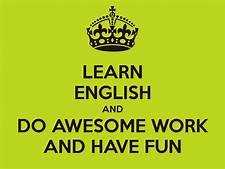 LEARN
ENGLISH
AND
DO AWESOME WORK
AND HAVE FUN